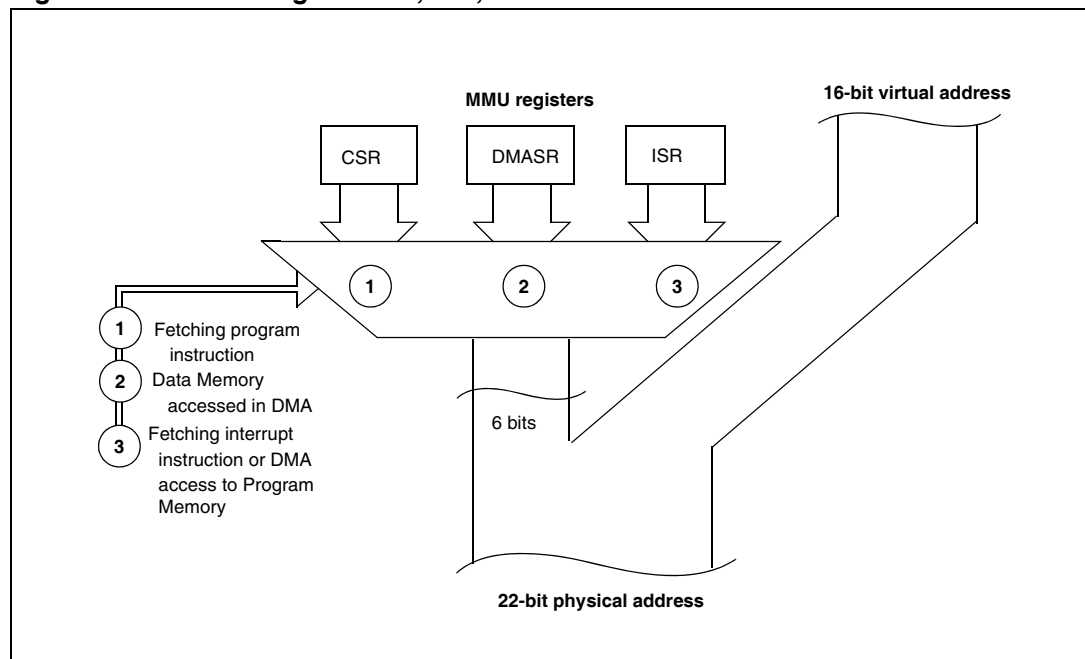 16-bit virtual address
MMU registers
CSR
DMASR
ISR
1
2
3
1
Fetching program
instruction
2
Data Memory
accessed in DMA
3
Fetching interrupt
instruction or DMA
access to Program
Memory
6 bits
22-bit physical address